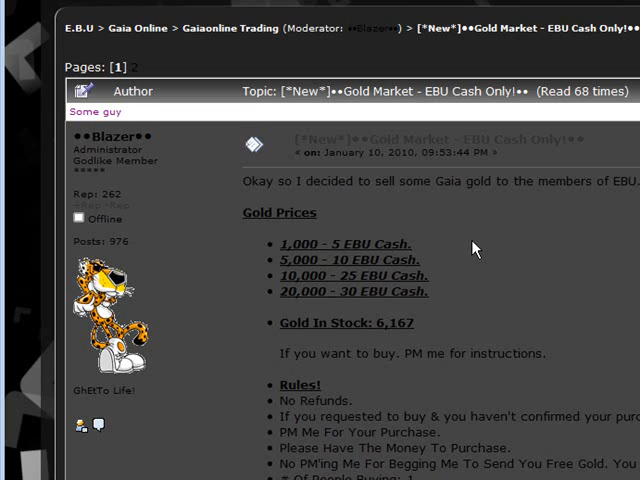 E.B.U > Gaia Online > Gaiaonline Trading (Moderator: ●●Blazer●●) > [*New*]●●Gold Market - EBU Cash Only!●●
Pages: [1] 2
Author Topic: [*New*]●●Gold Market - EBU Cash Only!●● (Read 68 times)
Some guy
●●Blazer●●
Administrator
Godlike Member
*****
Rep: 262
+Rep -Rep
Offline
Posts: 976
GhEtTo Life!
[*New*]●●Gold Market - EBU Cash Only!●●
« on: January 10, 2010, 09:53:44 PM »
Okay so I decided to sell some Gaia gold to the members of EBU.
Gold Prices
• 1,000 - 5 EBU Cash.
• 5,000 - 10 EBU Cash.
• 10,000 - 25 EBU Cash.
• 20,000 - 30 EBU Cash.
• Gold In Stock: 6,167
If you want to buy. PM me for instructions.
• Rules!
• No Refunds.
• If you requested to buy & you haven't confirmed your purc
• PM Me For Your Purchase.
• Please Have The Money To Purchase.
• No PM'ing Me For Begging Me To Send You Free Gold. You
• # Of People Buying: 1